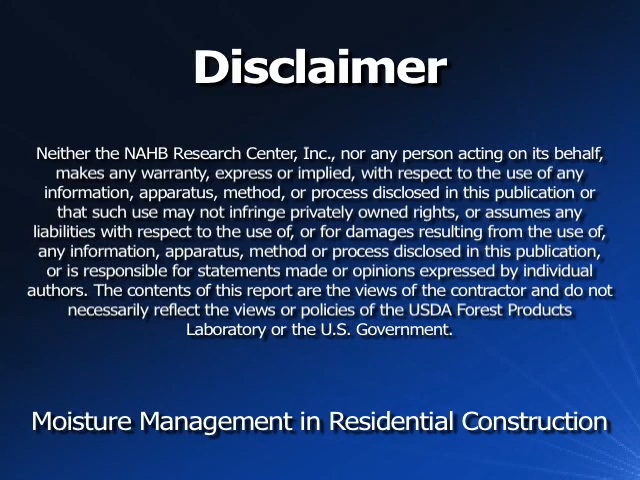 Disclaimer
Neither the NAHB Research Center, Inc., nor any person acting on its behalf,
makes any warranty, express or implied, with respect to the use of any
information, apparatus, method, or process disclosed in this publication or
that such use may not infringe privately owned rights, or assumes any
liabilities with respect to the use of, or for damages resulting from the use of,
any information, apparatus, method or process disclosed in this publication,
or is responsible for statements made or opinions expressed by individual
authors. The contents of this report are the views of the contractor and do not
necessarily reflect the views or policies of the USDA Forest Products
Laboratory or the U.S. Government.
Moisture Management in Residential Construction